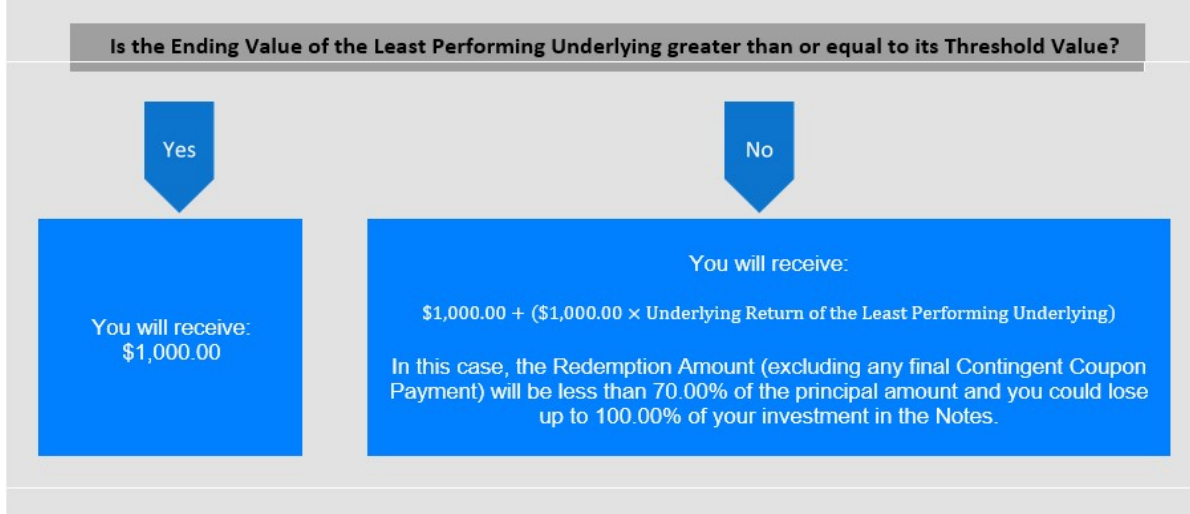 Is the Ending Value of the Least Performing Underlying greater than or equal to its Threshold Value?
Yes
No
You will receive:
$1,000.00
You will receive:
$1,000.00 + ($1,000.00 × Underlying Return of the Least Performing Underlying)
In this case, the Redemption Amount (excluding any final Contingent Coupon
Payment) will be less than 70.00% of the principal amount and you could lose
up to 100.00% of your investment in the Notes.